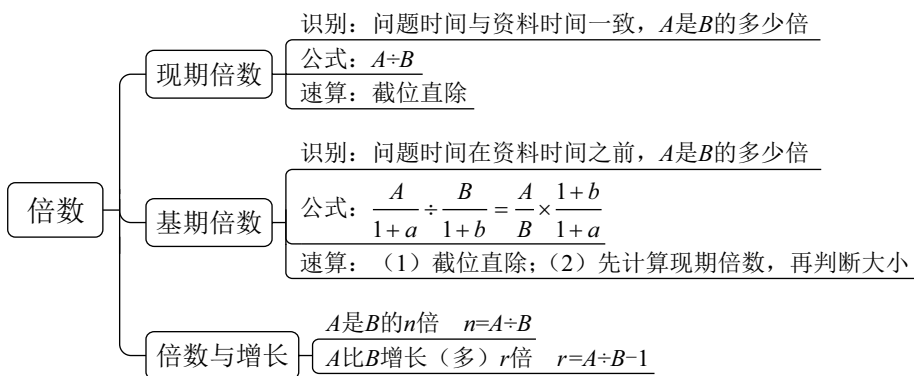 倍数
现期倍数
识别：问题时间与资料时间一致，A是B的多少倍
公式：A÷B
速算：截位直除
基期倍数
识别：问题时间在资料时间之前，A是B的多少倍
公式：A/(1+a) ÷ B/(1+b) = A/B × (1+b)/(1+a)
速算：（1）截位直除；（2）先计算现期倍数，再判断大小
倍数与增长
A是B的n倍 n=A÷B
A比B增长（多）r倍 r=A÷B−1